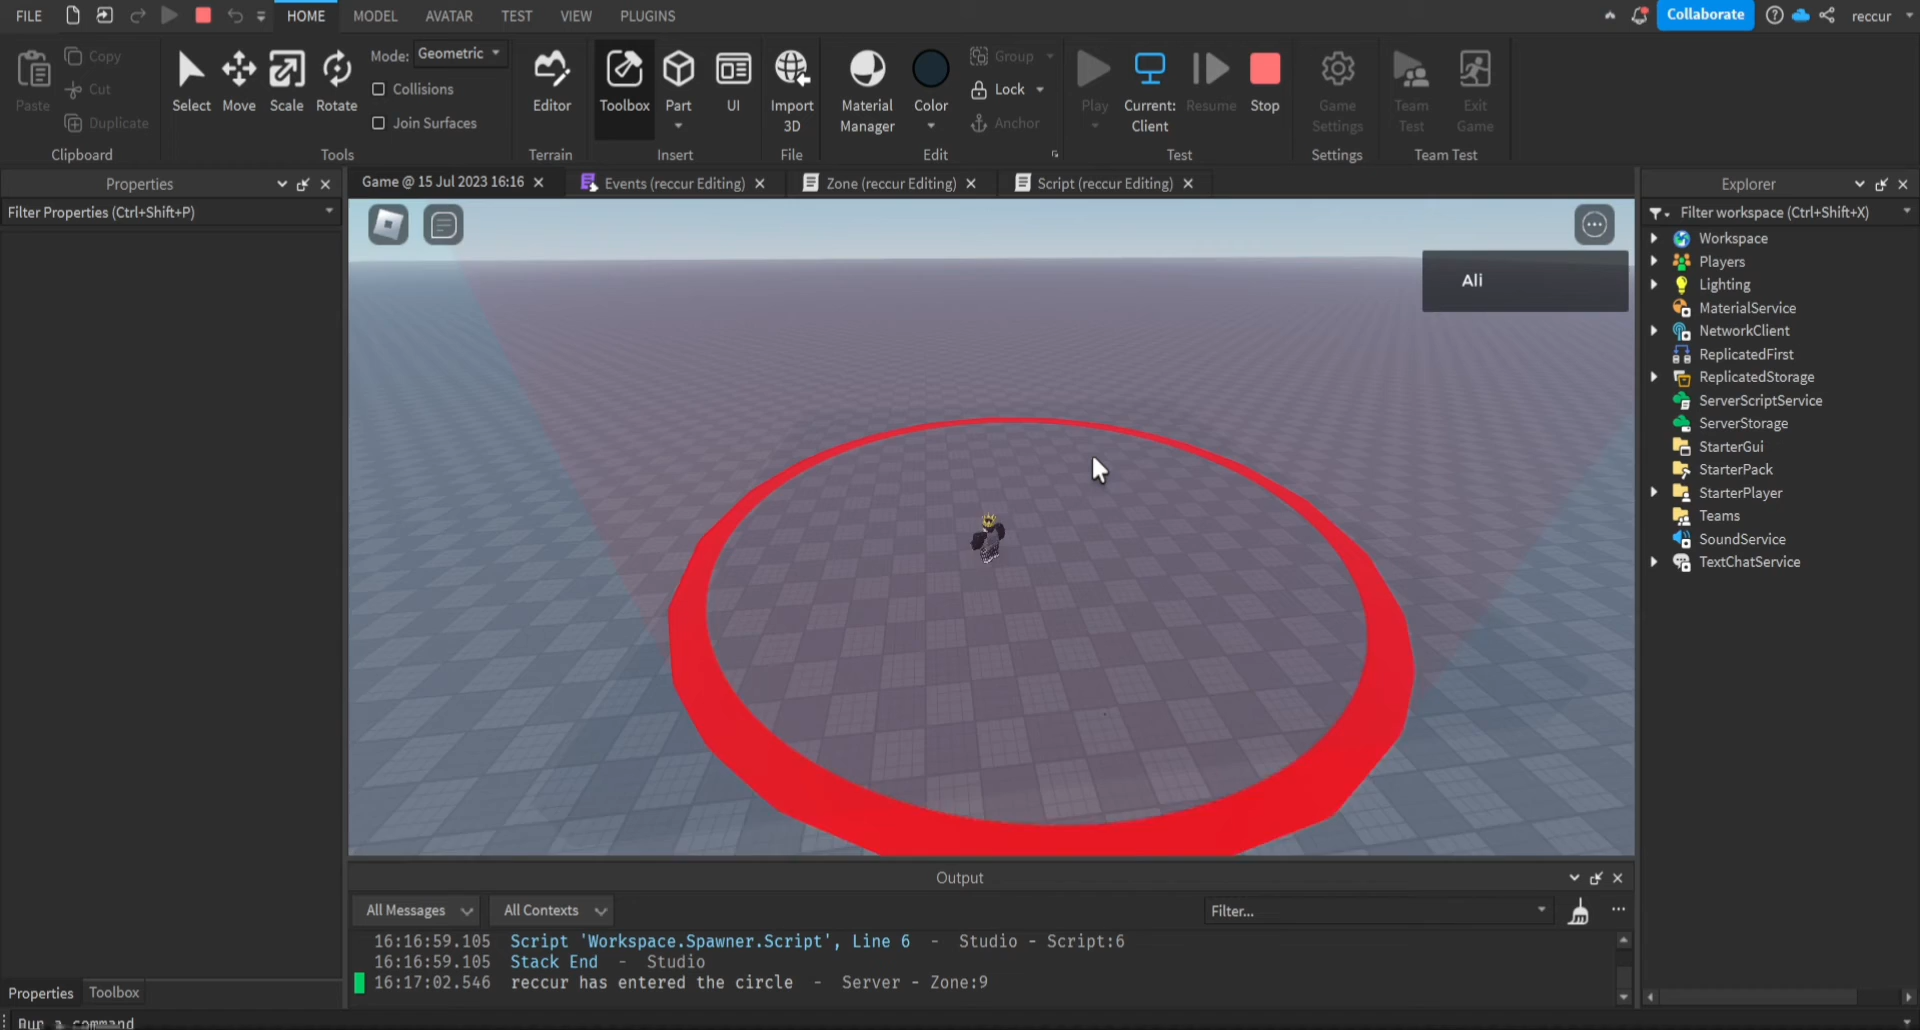 FILE HOME MODEL AVATAR TEST VIEW PLUGINS Collaborate reccur
Paste Copy Cut Duplicate Clipboard
Select Move Scale Rotate Mode: Geometric Collisions Join Surfaces Tools
Editor Terrain
Toolbox Part UI Insert
Import 3D File
Material Manager Color Group Lock Anchor Edit
Play Current: Client Resume Stop Test
Game Settings Settings
Team Test Exit Game Team Test
Properties
Filter Properties (Ctrl+Shift+P)
Game @ 15 Jul 2023 16:16 Events (reccur Editing) Zone (reccur Editing) Script (reccur Editing)
Ali
Explorer
Filter workspace (Ctrl+Shift+X)
Workspace
Players
Lighting
MaterialService
NetworkClient
ReplicatedFirst
ReplicatedStorage
ServerScriptService
ServerStorage
StarterGui
StarterPack
StarterPlayer
Teams
SoundService
TextChatService
Output
All Messages All Contexts Filter...
16:16:59.105 Script 'Workspace.Spawner.Script', Line 6 - Studio - Script:6
16:16:59.105 Stack End - Studio
16:17:02.546 reccur has entered the circle - Server - Zone:9
Properties Toolbox
Run a command